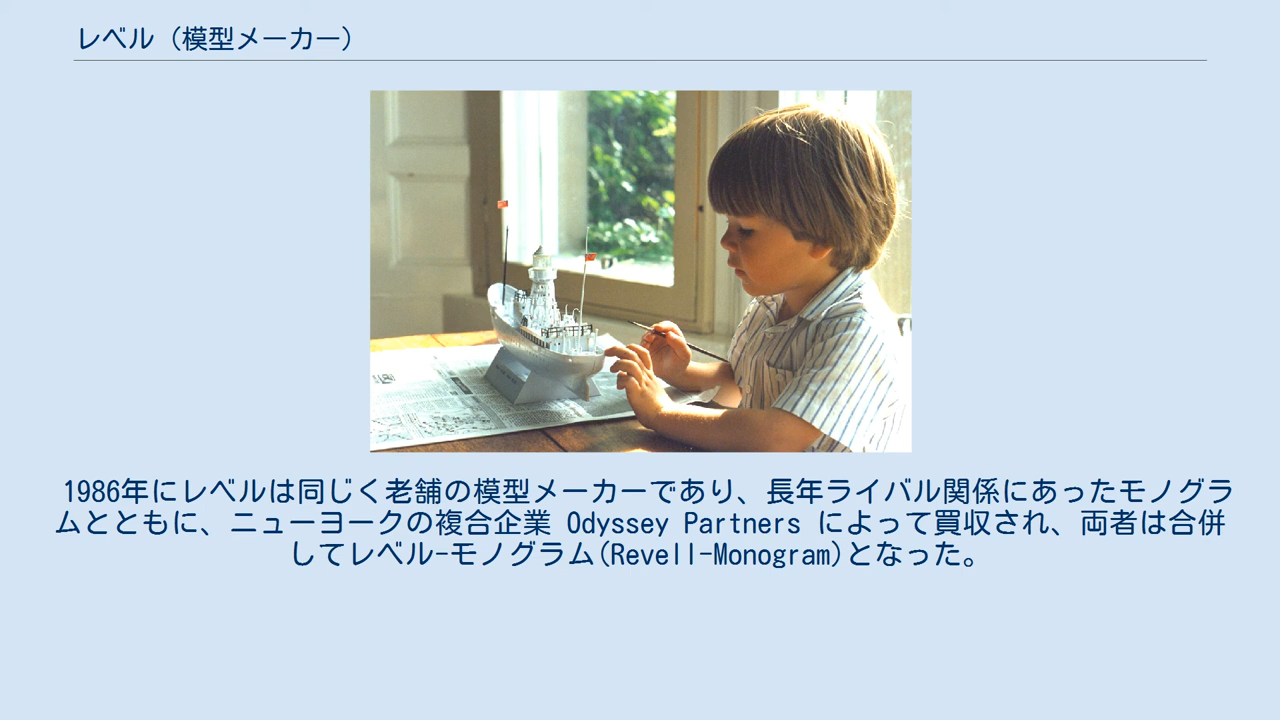 レベル（模型メーカー）
1986年にレベルは同じく老舗の模型メーカーであり、長年ライバル関係にあったモノグラ
ムとともに、ニューヨークの複合企業 Odyssey Partners によって買収され、両者は合併
してレベル-モノグラム(Revell-Monogram)となった。